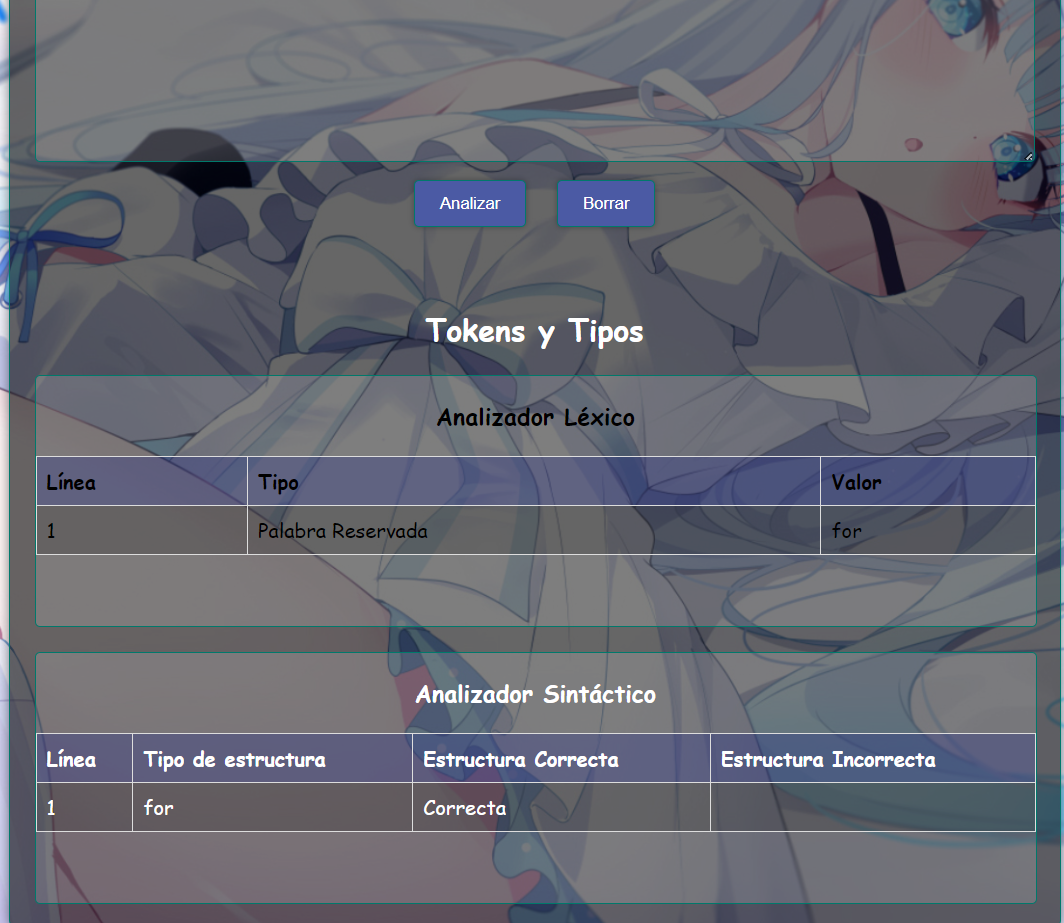 Analizar Borrar
Tokens y Tipos
Analizador Léxico
Línea Tipo Valor
1 Palabra Reservada for
Analizador Sintáctico
Línea Tipo de estructura Estructura Correcta Estructura Incorrecta
1 for Correcta